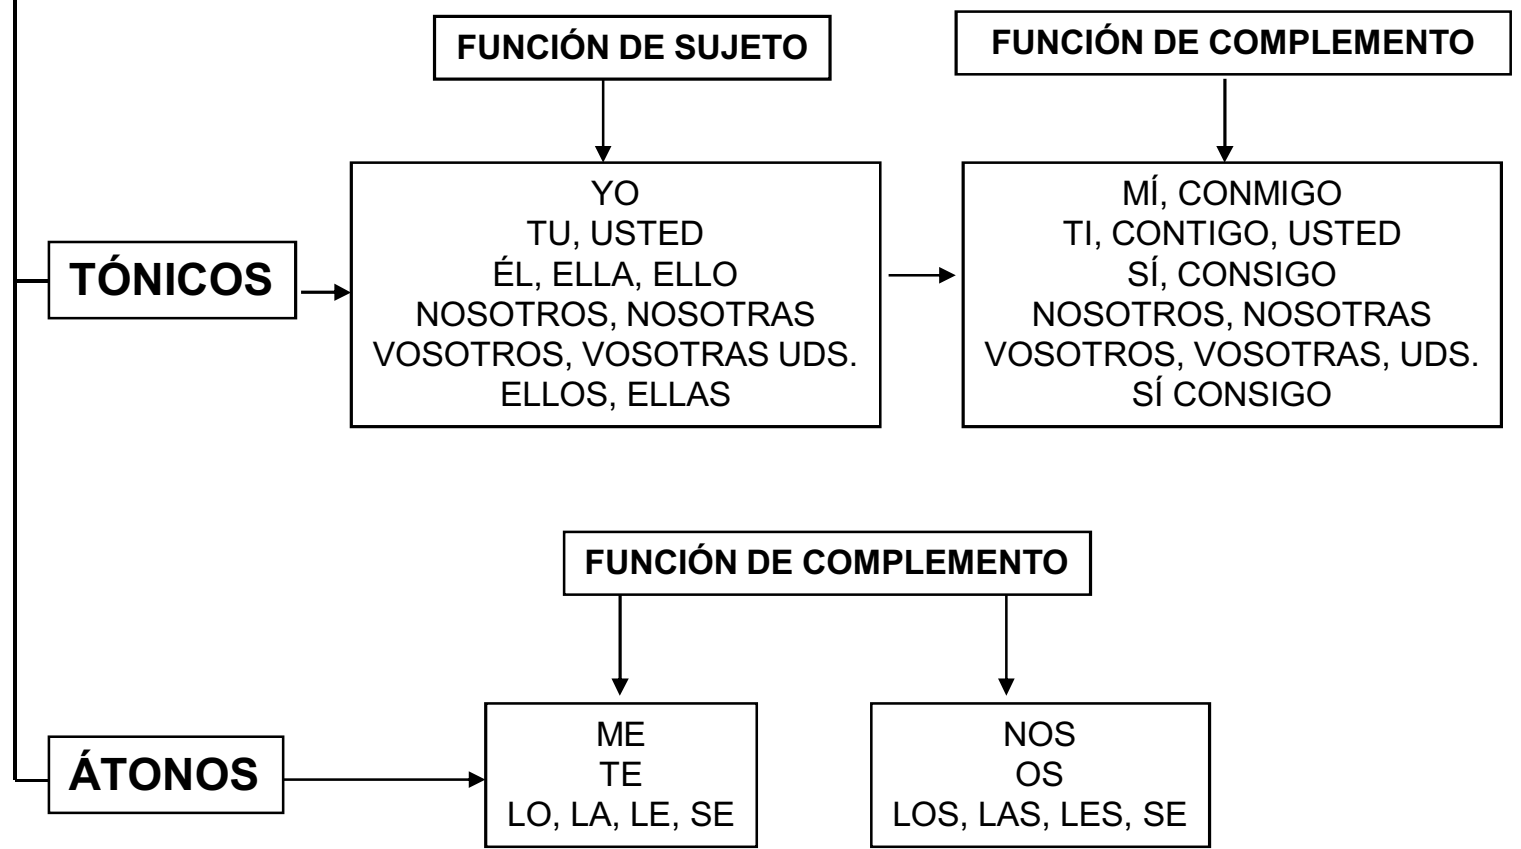 FUNCIÓN DE SUJETO
FUNCIÓN DE COMPLEMENTO
TÓNICOS
YO
TU, USTED
ÉL, ELLA, ELLO
NOSOTROS, NOSOTRAS
VOSOTROS, VOSOTRAS UDS.
ELLOS, ELLAS
MÍ, CONMIGO
TI, CONTIGO, USTED
SÍ, CONSIGO
NOSOTROS, NOSOTRAS
VOSOTROS, VOSOTRAS, UDS.
SÍ CONSIGO
FUNCIÓN DE COMPLEMENTO
ÁTONOS
ME
TE
LO, LA, LE, SE
NOS
OS
LOS, LAS, LES, SE